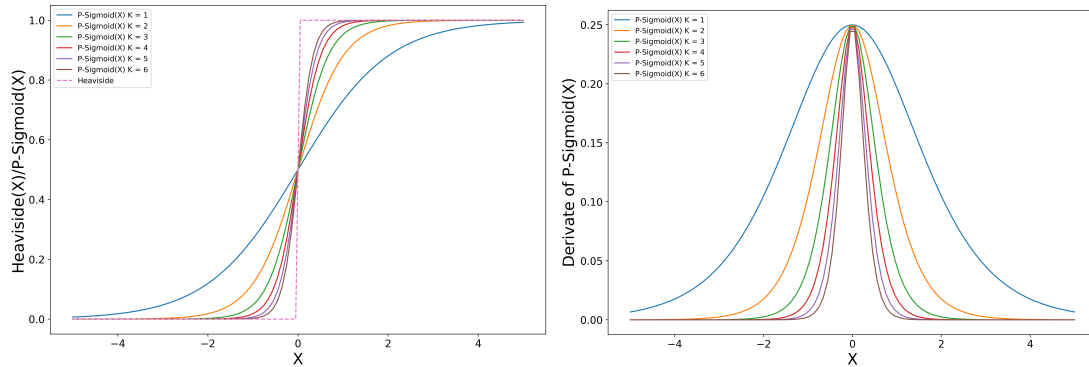 Heaviside(X)/P-Sigmoid(X)
1.0
0.8
0.6
0.4
0.2
0.0
P-Sigmoid(X) K = 1
P-Sigmoid(X) K = 2
P-Sigmoid(X) K = 3
P-Sigmoid(X) K = 4
P-Sigmoid(X) K = 5
P-Sigmoid(X) K = 6
Heaviside
−4 −2 0 2 4
X
Derivate of P-Sigmoid(X)
0.25
0.20
0.15
0.10
0.05
0.00
P-Sigmoid(X) K = 1
P-Sigmoid(X) K = 2
P-Sigmoid(X) K = 3
P-Sigmoid(X) K = 4
P-Sigmoid(X) K = 5
P-Sigmoid(X) K = 6
−4 −2 0 2 4
X